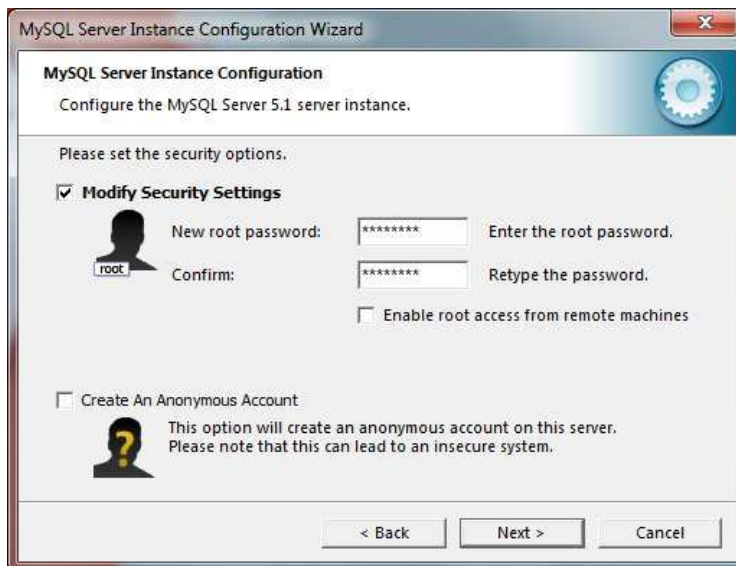 MySQL Server Instance Configuration Wizard
MySQL Server Instance Configuration
Configure the MySQL Server 5.1 server instance.
Please set the security options.
Modify Security Settings
New root password: ******** Enter the root password.
root
Confirm: ******** Retype the password.
Enable root access from remote machines
Create An Anonymous Account
This option will create an anonymous account on this server.
Please note that this can lead to an insecure system.
< Back Next > Cancel